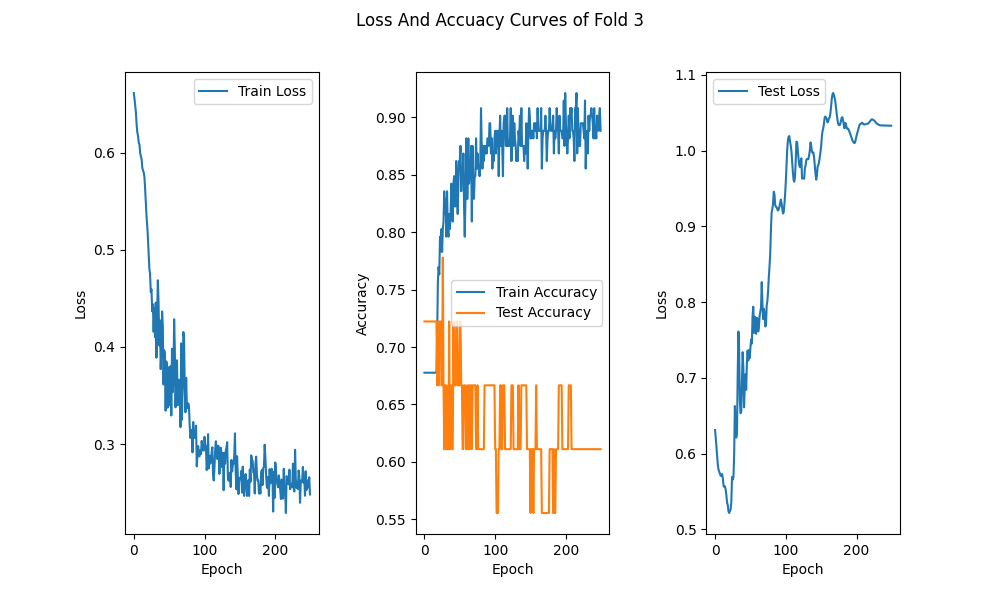 Loss And Accuacy Curves of Fold 3
Train Loss
Loss
0.6
0.5
0.4
0.3
0 100 200
Epoch
Train Accuracy
Test Accuracy
Accuracy
0.90
0.85
0.80
0.75
0.70
0.65
0.60
0.55
0 100 200
Epoch
Test Loss
Loss
1.1
1.0
0.9
0.8
0.7
0.6
0.5
0 100 200
Epoch